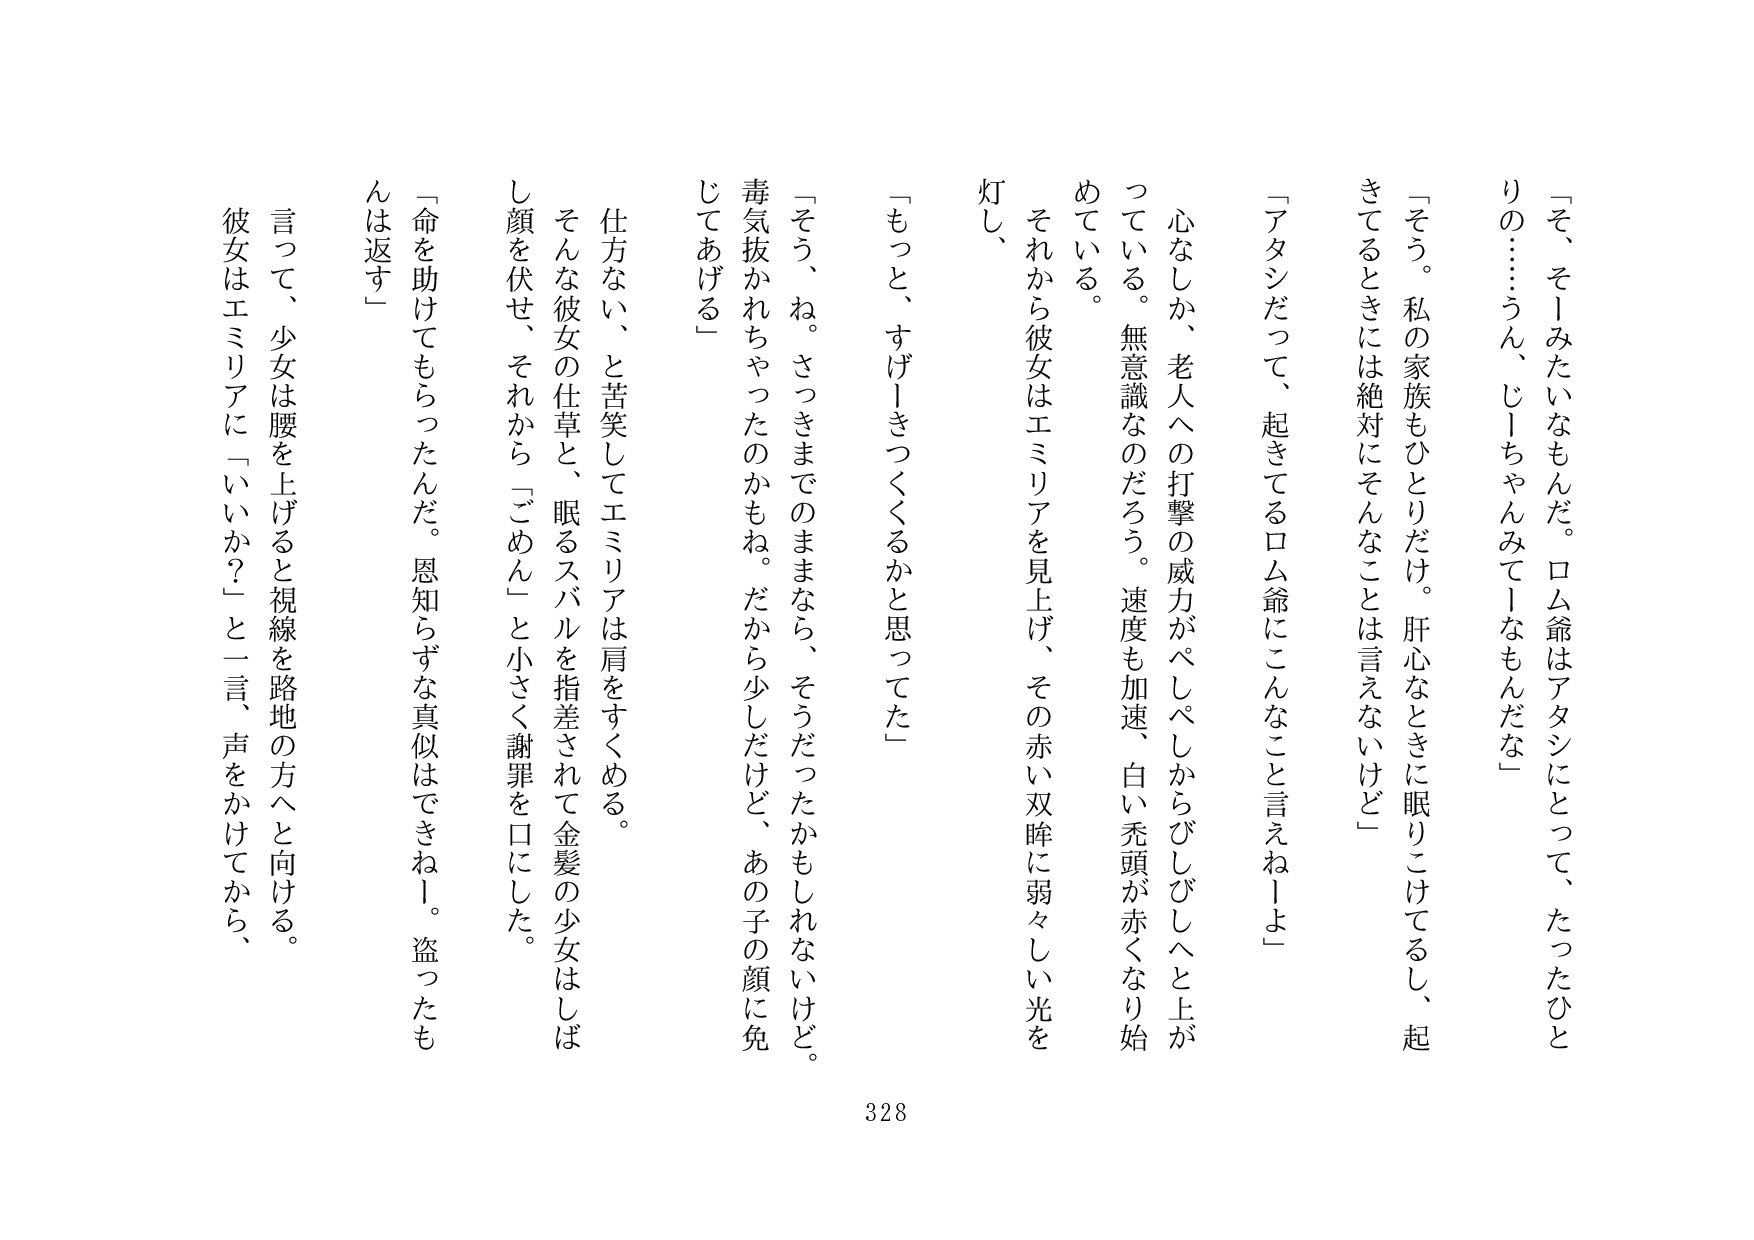 「そ、そーみたいなもんだ。ロム爺はアタシにとって、たったひと
りの……うん、じーちゃんみてーなもんだな」
「そう。私の家族もひとりだけ。肝心なときに眠りこけてるし、起
きてるときには絶対にそんなことは言えないけど」
「アタシだって、起きてるロム爺にこんなこと言えねーよ」
　心なしか、老人への打撃の威力がぺしぺしからびしびしへと上が
っている。無意識なのだろう。速度も加速、白い禿頭が赤くなり始
めている。
　それから彼女はエミリアを見上げ、その赤い双眸に弱々しい光を
灯し、
「もっと、すげーきつくくるかと思ってた」
「そう、ね。さっきまでのままなら、そうだったかもしれないけど。
毒気抜かれちゃったのかもね。だから少しだけど、あの子の顔に免
じてあげる」
　仕方ない、と苦笑してエミリアは肩をすくめる。
　そんな彼女の仕草と、眠るスバルを指差されて金髪の少女はしば
し顔を伏せ、それから「ごめん」と小さく謝罪を口にした。
「命を助けてもらったんだ。恩知らずな真似はできねー。盗ったも
んは返す」
　言って、少女は腰を上げると視線を路地の方へと向ける。
　彼女はエミリアに「いいか？」と一言、声をかけてから、
328